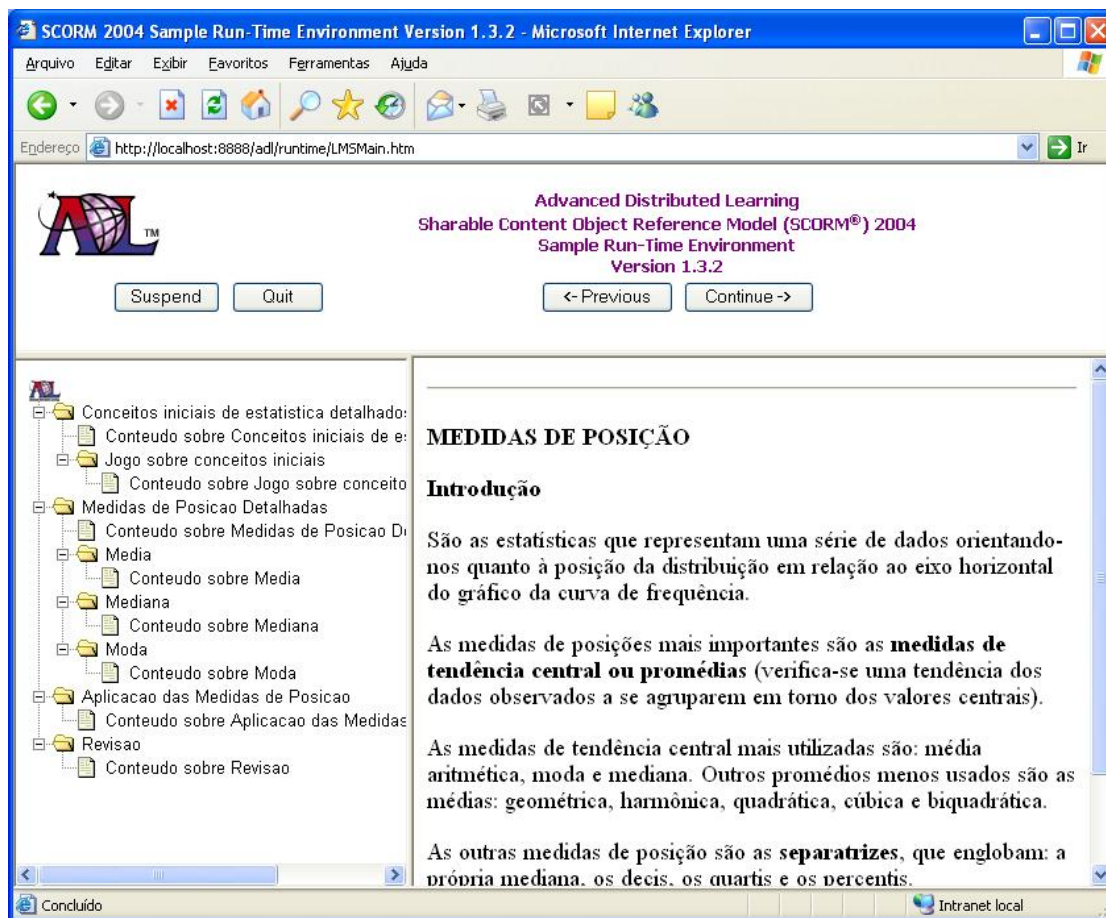 SCORM 2004 Sample Run-Time Environment Version 1.3.2 - Microsoft Internet Explorer
Arquivo Editar Exibir Favoritos Ferramentas Ajuda
Endereço http://localhost:8888/adl/runtime/LMSMain.htm Ir
ADL TM
Advanced Distributed Learning
Sharable Content Object Reference Model (SCORM®) 2004
Sample Run-Time Environment
Version 1.3.2
Suspend Quit <- Previous Continue ->
ADL
Conceitos iniciais de estatistica detalhado
Conteudo sobre Conceitos iniciais de
Jogo sobre conceitos iniciais
Conteudo sobre Jogo sobre conceito
Medidas de Posicao Detalhadas
Conteudo sobre Medidas de Posicao
Media
Conteudo sobre Media
Mediana
Conteudo sobre Mediana
Moda
Conteudo sobre Moda
Aplicacao das Medidas de Posicao
Conteudo sobre Aplicacao das Medidas
Revisao
Conteudo sobre Revisao
MEDIDAS DE POSIÇÃO
Introdução
São as estatísticas que representam uma série de dados orientando-
nos quanto à posição da distribuição em relação ao eixo horizontal
do gráfico da curva de frequência.
As medidas de posições mais importantes são as medidas de
tendência central ou promédias (verifica-se uma tendência dos
dados observados a se agruparem em torno dos valores centrais).
As medidas de tendência central mais utilizadas são: média
aritmética, moda e mediana. Outros promédios menos usados são as
médias: geométrica, harmônica, quadrática, cúbica e biquadrática.
As outras medidas de posição são as separatrizes, que englobam: a
própria mediana, os decis, os quartis e os percentis.
Concluído Intranet local